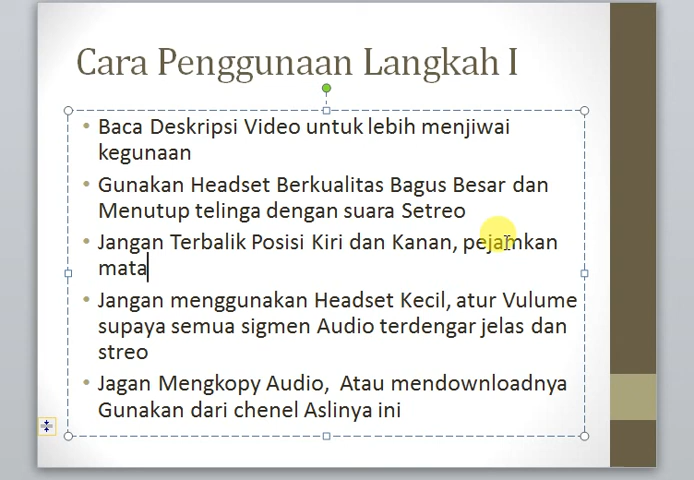 Cara Penggunaan Langkah I
• Baca Deskripsi Video untuk lebih menjiwai
kegunaan
• Gunakan Headset Berkualitas Bagus Besar dan
Menutup telinga dengan suara Setreo
• Jangan Terbalik Posisi Kiri dan Kanan, pejamkan
mata
• Jangan menggunakan Headset Kecil, atur Vulume
supaya semua sigmen Audio terdengar jelas dan
streo
• Jagan Mengkopy Audio, Atau mendownloadnya
Gunakan dari chenel Aslinya ini